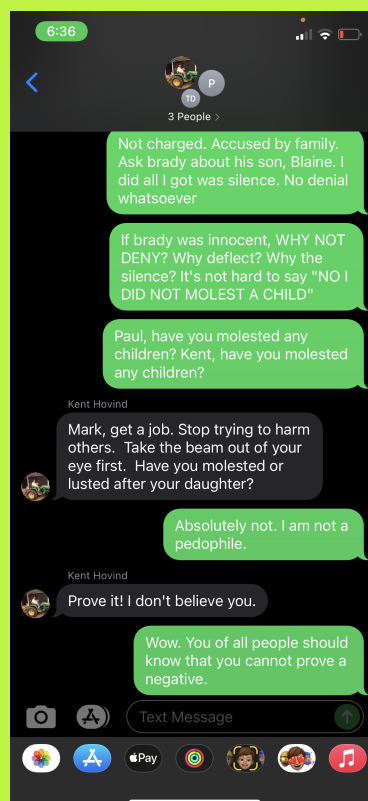 6:36
P
TD
3 People >
Not charged. Accused by family.
Ask brady about his son, Blaine. I
did all I got was silence. No denial
whatsoever
If brady was innocent, WHY NOT
DENY? Why deflect? Why the
silence? It's not hard to say "NO I
DID NOT MOLEST A CHILD"
Paul, have you molested any
children? Kent, have you molested
any children?
Kent Hovind
Mark, get a job. Stop trying to harm
others.  Take the beam out of your
eye first.  Have you molested or
lusted after your daughter?
Absolutely not. I am not a
pedophile.
Kent Hovind
Prove it! I don't believe you.
Wow. You of all people should
know that you cannot prove a
negative.
Text Message
Pay